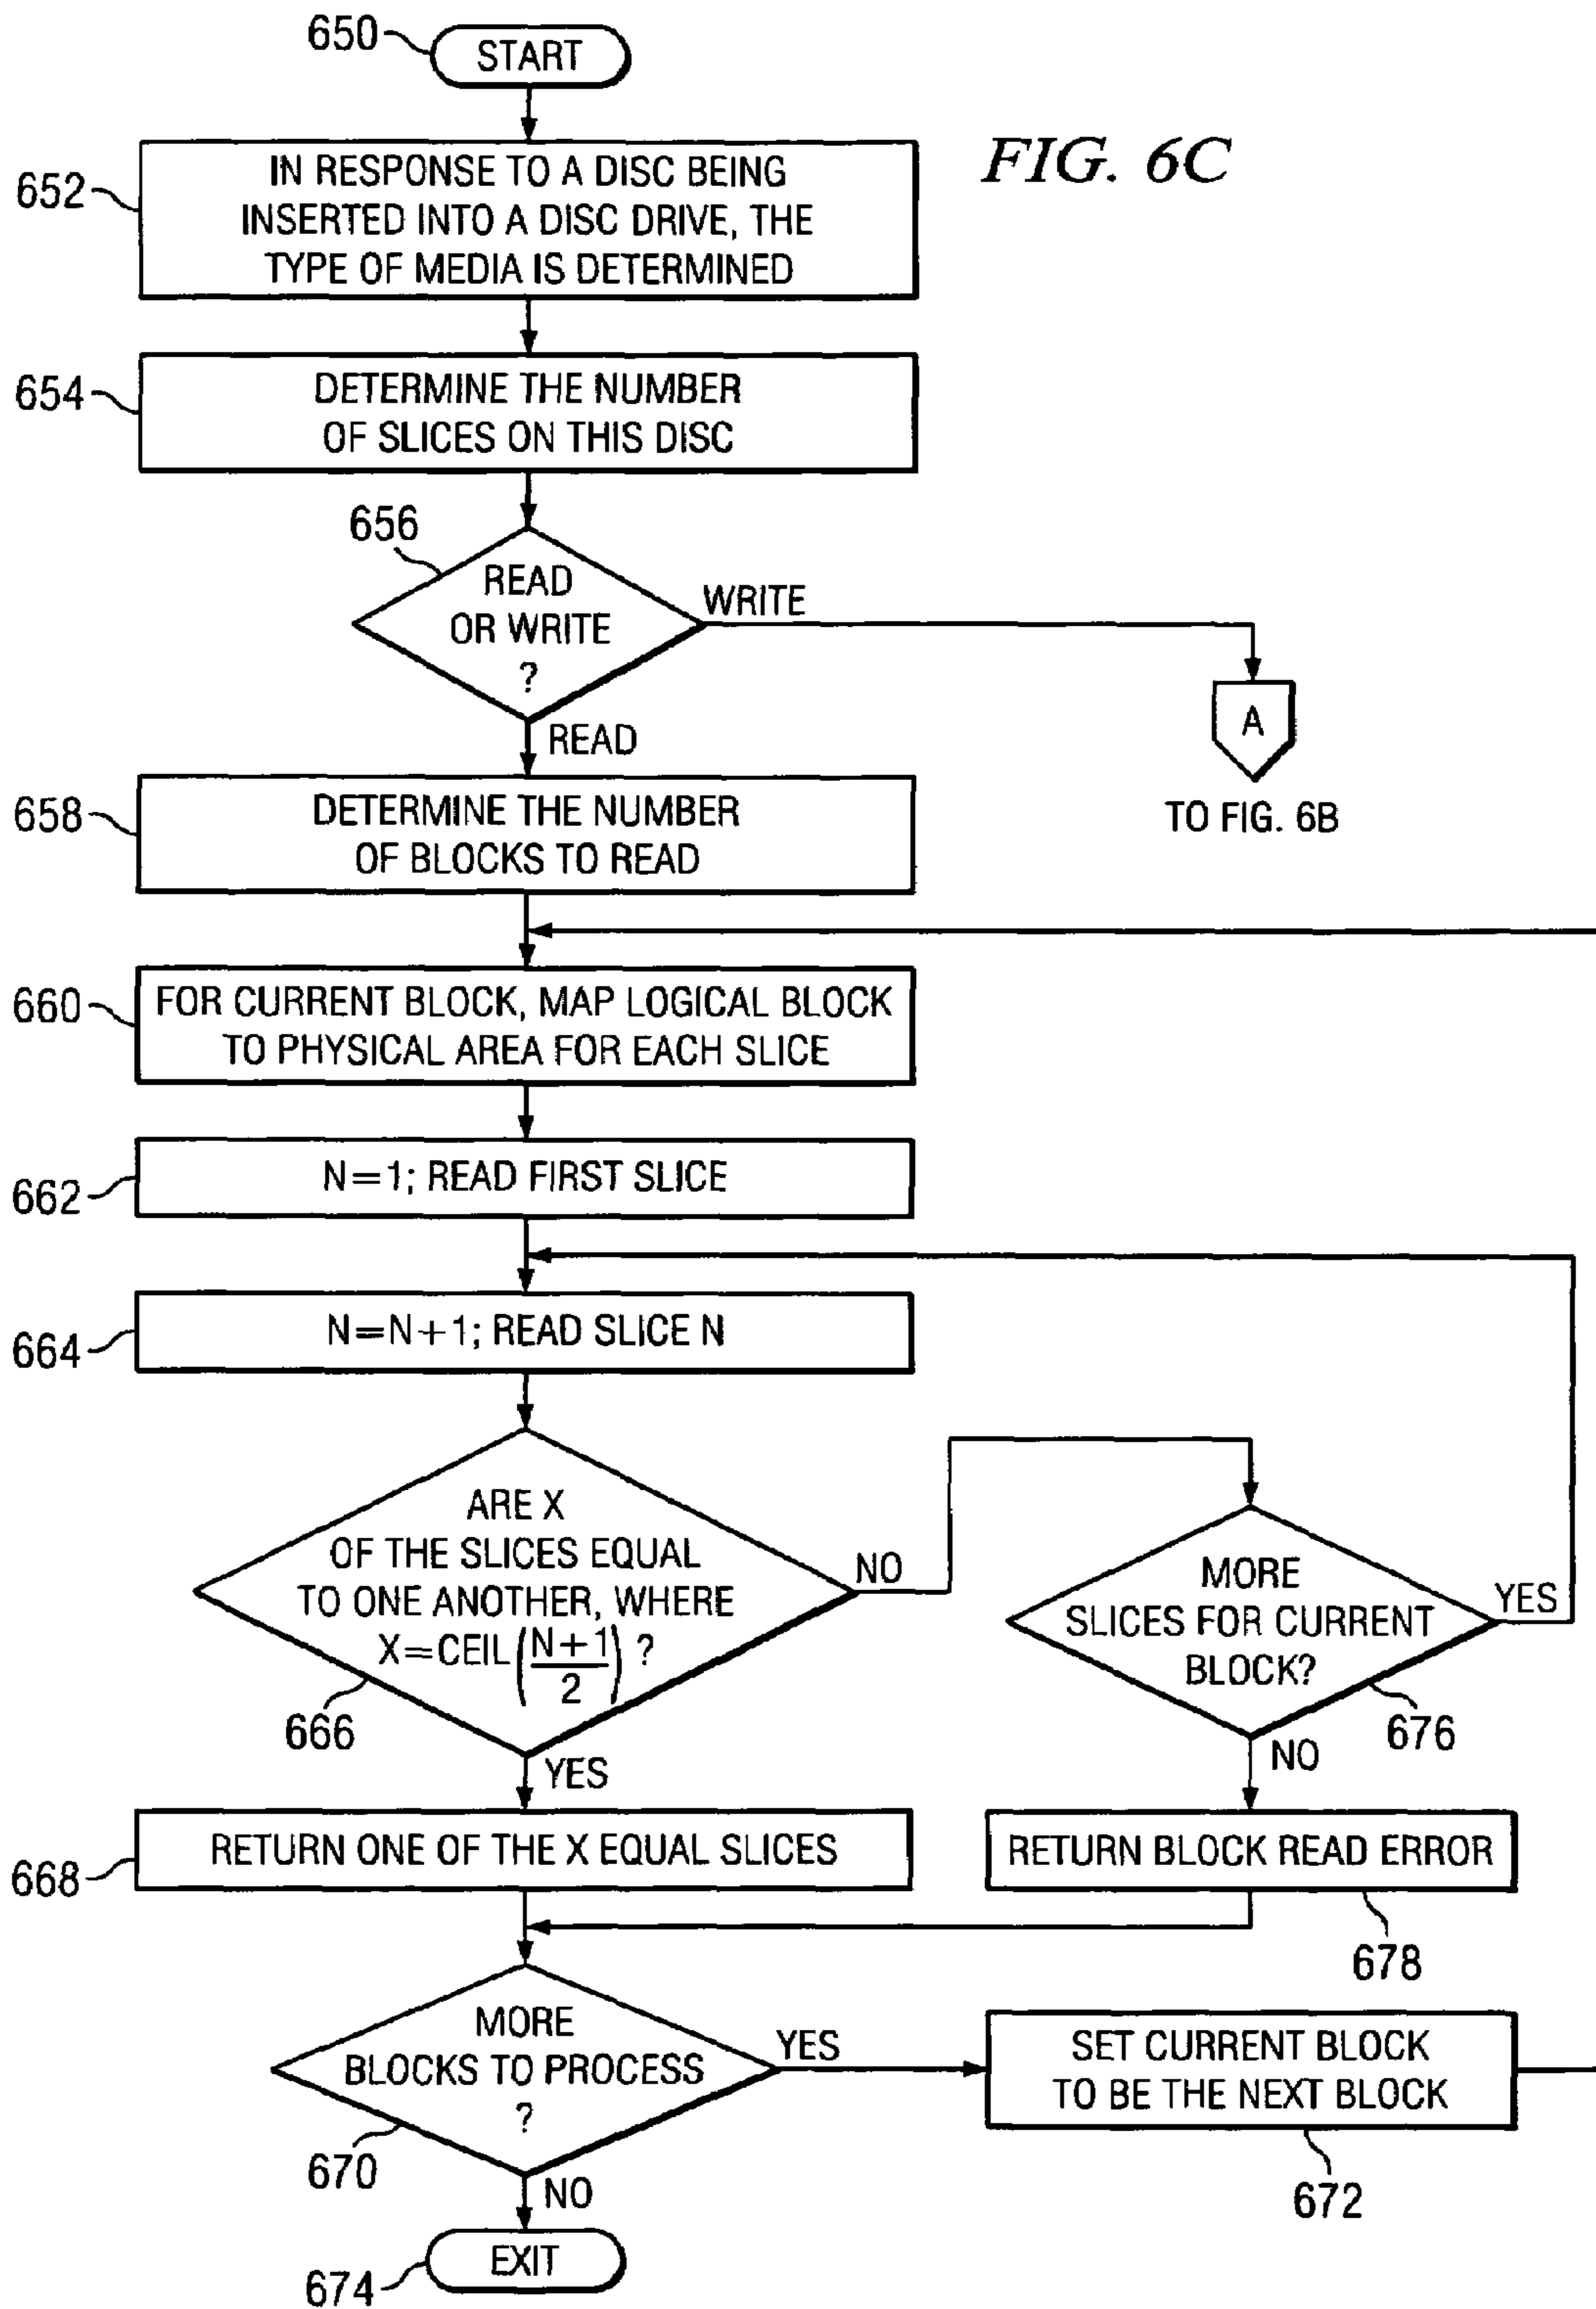 650
START
FIG. 6C
652
IN RESPONSE TO A DISC BEING
INSERTED INTO A DISC DRIVE, THE
TYPE OF MEDIA IS DETERMINED
654
DETERMINE THE NUMBER
OF SLICES ON THIS DISC
656
READ
OR WRITE
?
WRITE
A
TO FIG. 6B
READ
658
DETERMINE THE NUMBER
OF BLOCKS TO READ
660
FOR CURRENT BLOCK, MAP LOGICAL BLOCK
TO PHYSICAL AREA FOR EACH SLICE
662
N=1; READ FIRST SLICE
664
N=N+1; READ SLICE N
ARE X
OF THE SLICES EQUAL
TO ONE ANOTHER, WHERE
X=CEIL(N+1/2) ?
666
NO
MORE
SLICES FOR CURRENT
BLOCK?
YES
676
NO
YES
668
RETURN ONE OF THE X EQUAL SLICES
RETURN BLOCK READ ERROR
678
MORE
BLOCKS TO PROCESS
?
670
YES
SET CURRENT BLOCK
TO BE THE NEXT BLOCK
672
NO
EXIT
674